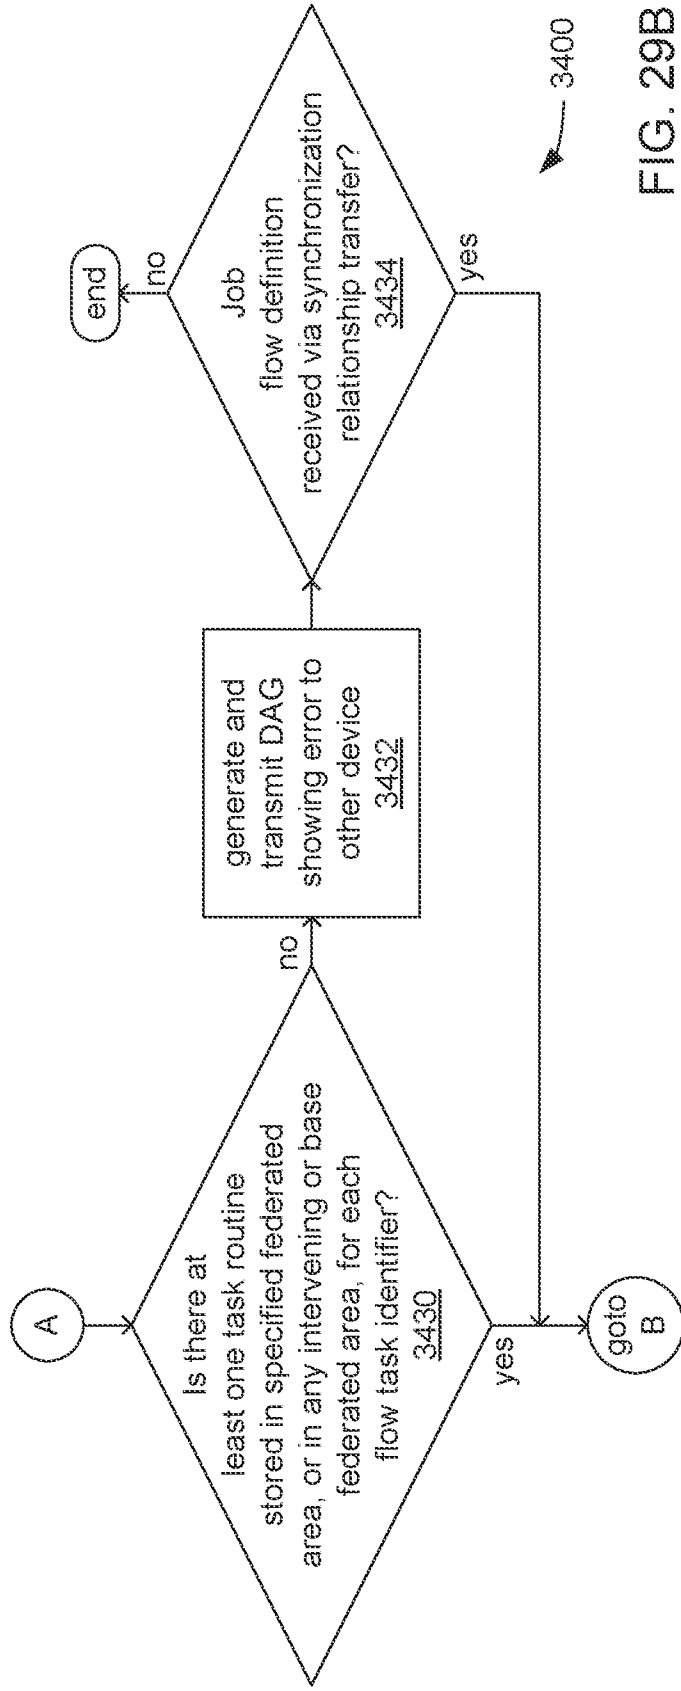 A
Is there at
least one task routine
stored in specified federated
area, or in any intervening or base
federated area, for each
flow task identifier?
3430
no
yes
generate and
transmit DAG
showing error to
other device
3432
Job
flow definition
received via synchronization
relationship transfer?
3434
no
end
yes
goto
B
3400
FIG. 29B